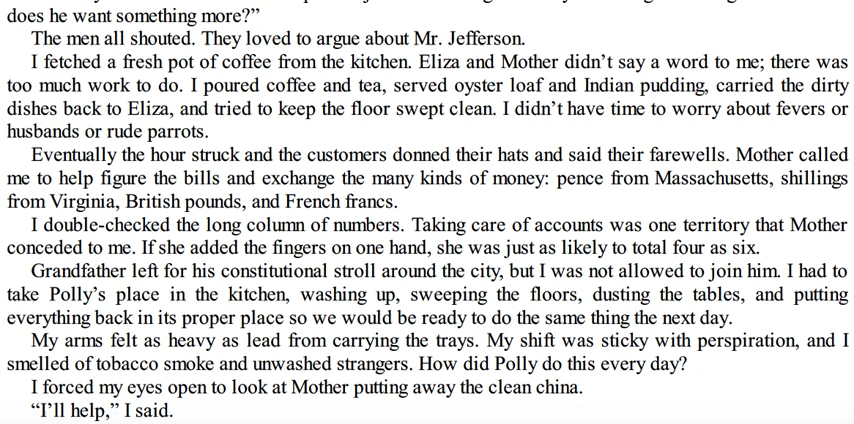 does he want something more?”
The men all shouted. They loved to argue about Mr. Jefferson.
I fetched a fresh pot of coffee from the kitchen. Eliza and Mother didn’t say a word to me; there was
too much work to do. I poured coffee and tea, served oyster loaf and Indian pudding, carried the dirty
dishes back to Eliza, and tried to keep the floor swept clean. I didn’t have time to worry about fevers or
husbands or rude parrots.
Eventually the hour struck and the customers donned their hats and said their farewells. Mother called
me to help figure the bills and exchange the many kinds of money: pence from Massachusetts, shillings
from Virginia, British pounds, and French francs.
I double-checked the long column of numbers. Taking care of accounts was one territory that Mother
conceded to me. If she added the fingers on one hand, she was just as likely to total four as six.
Grandfather left for his constitutional stroll around the city, but I was not allowed to join him. I had to
take Polly’s place in the kitchen, washing up, sweeping the floors, dusting the tables, and putting
everything back in its proper place so we would be ready to do the same thing the next day.
My arms felt as heavy as lead from carrying the trays. My shift was sticky with perspiration, and I
smelled of tobacco smoke and unwashed strangers. How did Polly do this every day?
I forced my eyes open to look at Mother putting away the clean china.
“I’ll help,” I said.